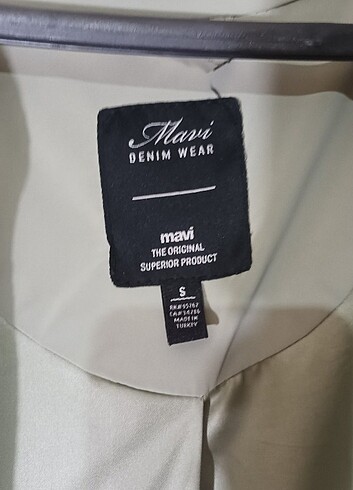 Mavi
DENIM WEAR
mavi
THE ORIGINAL
SUPERIOR PRODUCT
S
MADE IN
TURKEY